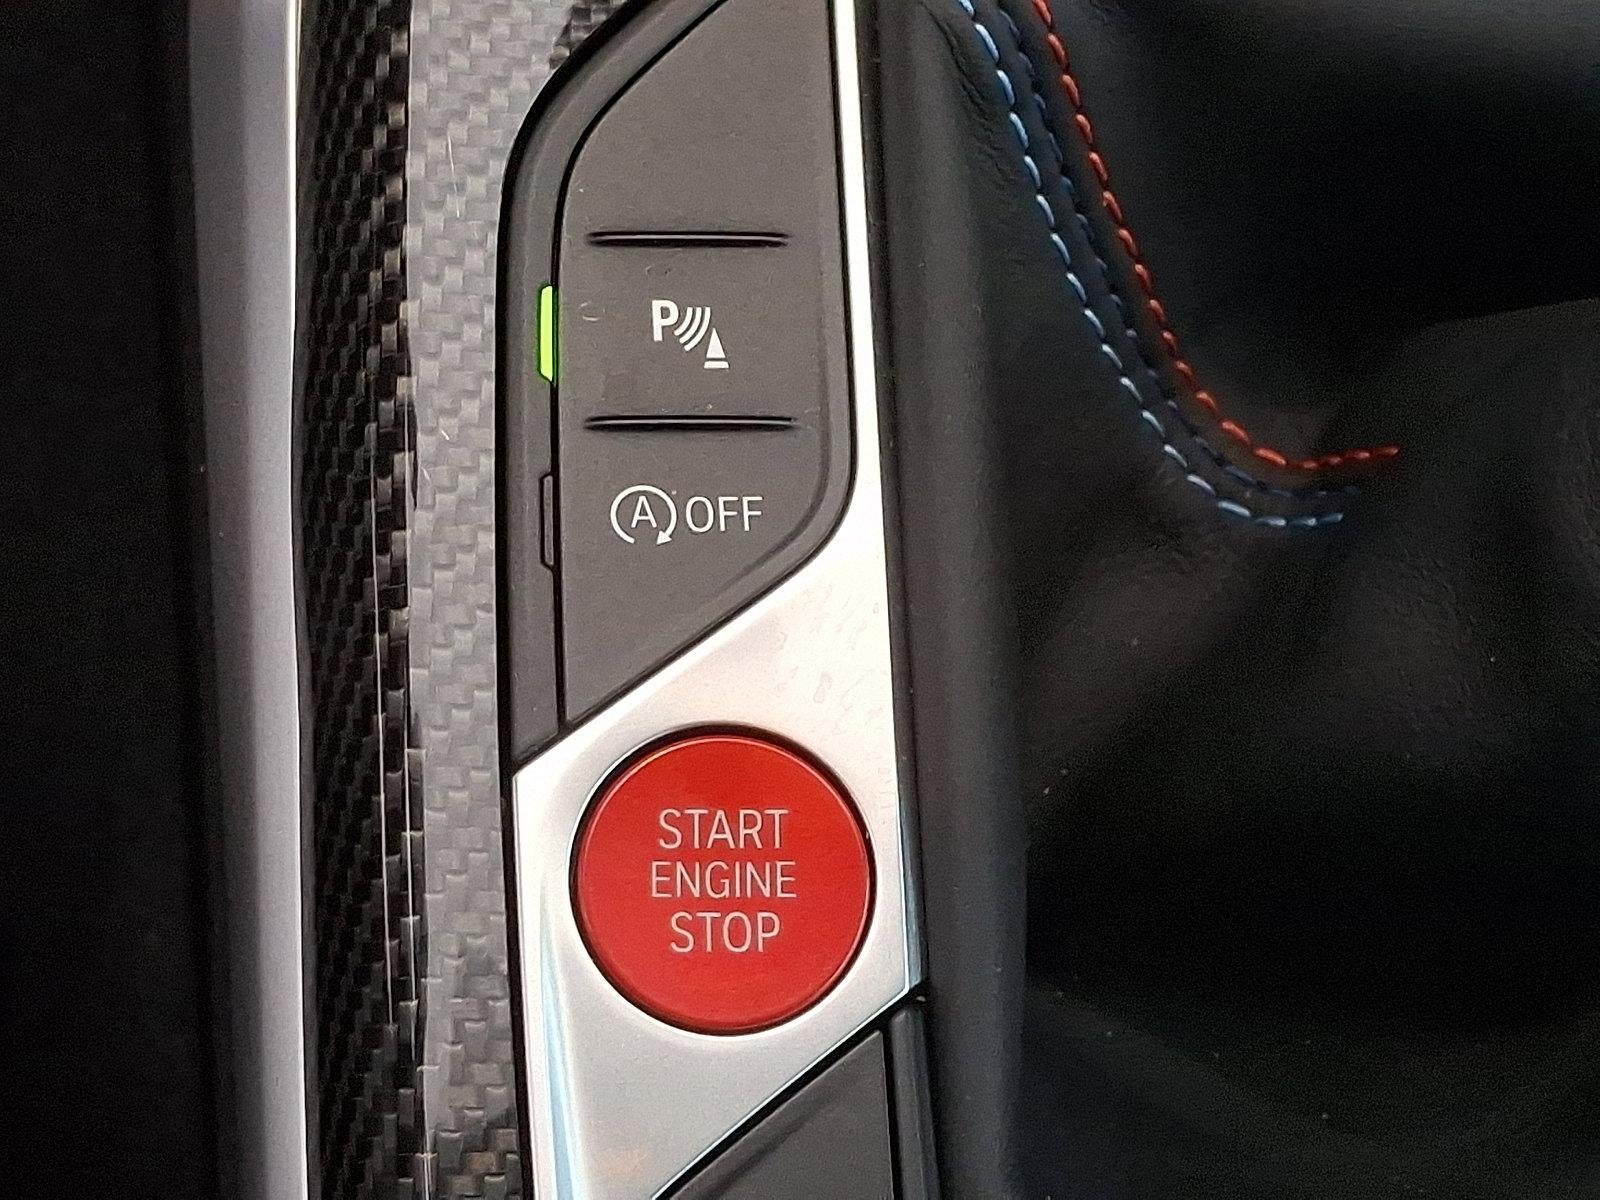 P
A OFF
START
ENGINE
STOP